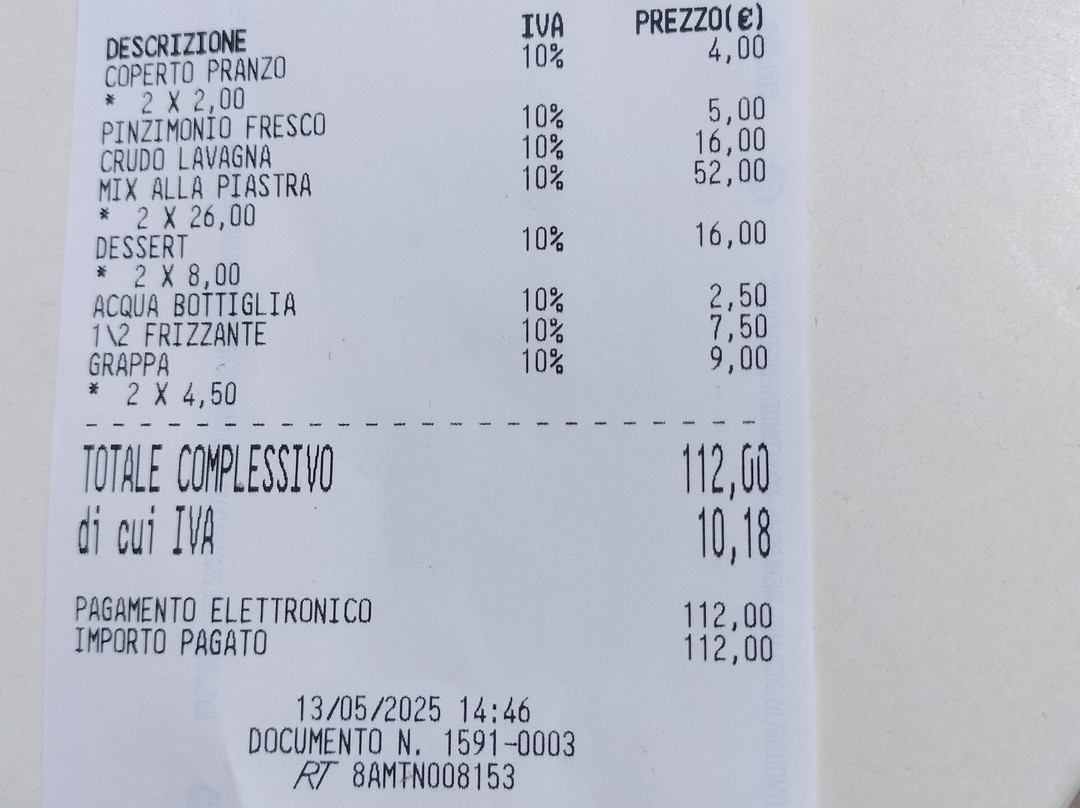 DESCRIZIONE IVA PREZZO(€)
COPERTO PRANZO 10% 4,00
* 2 X 2,00
PINZIMONIO FRESCO 10% 5,00
CRUDO LAVAGNA 10% 16,00
MIX ALLA PIASTRA 10% 52,00
* 2 X 26,00
DESSERT 10% 16,00
* 2 X 8,00
ACQUA BOTTIGLIA 10% 2,50
1\2 FRIZZANTE 10% 7,50
GRAPPA 10% 9,00
* 2 X 4,50
TOTALE COMPLESSIVO 112,00
di cui IVA 10,18
PAGAMENTO ELETTRONICO 112,00
IMPORTO PAGATO 112,00
13/05/2025 14:46
DOCUMENTO N. 1591-0003
RT 8AMTN008153